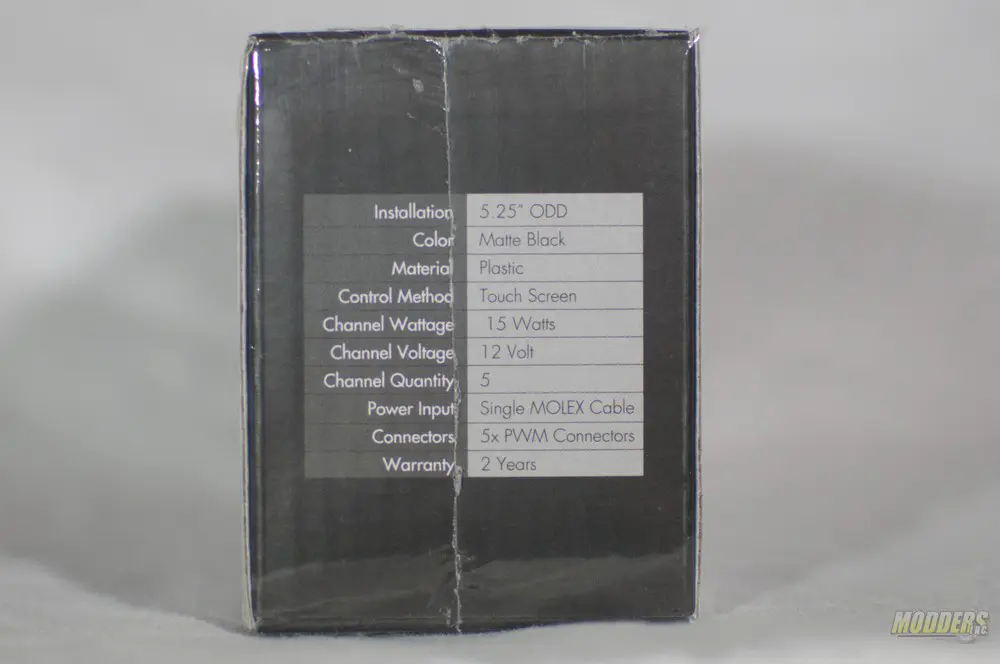 Installation 5.25" ODD
Color Matte Black
Material Plastic
Control Method Touch Screen
Channel Wattage 15 Watts
Channel Voltage 12 Volt
Channel Quantity 5
Power Input Single MOLEX Cable
Connectors 5x PWM Connectors
Warranty 2 Years
MODDERS INC